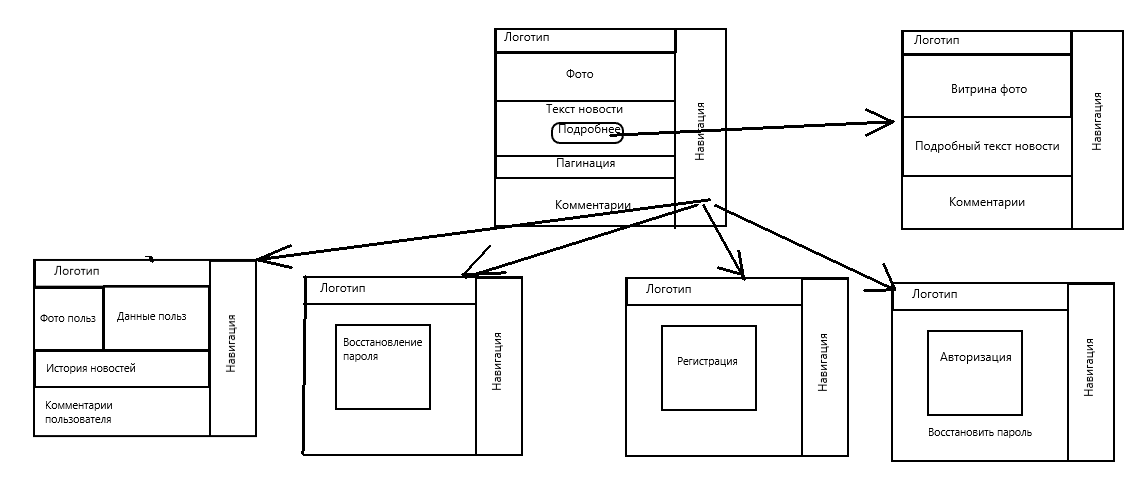 Логотип
Фото
Текст новости
Подробнее
Пагинация
Комментарии
Навигация
Логотип
Витрина фото
Подробный текст новости
Комментарии
Навигация
Логотип
Фото польз
Данные польз
История новостей
Комментарии
пользователя
Навигация
Логотип
Восстановление
пароля
Навигация
Логотип
Регистрация
Навигация
Логотип
Авторизация
Восстановить пароль
Навигация